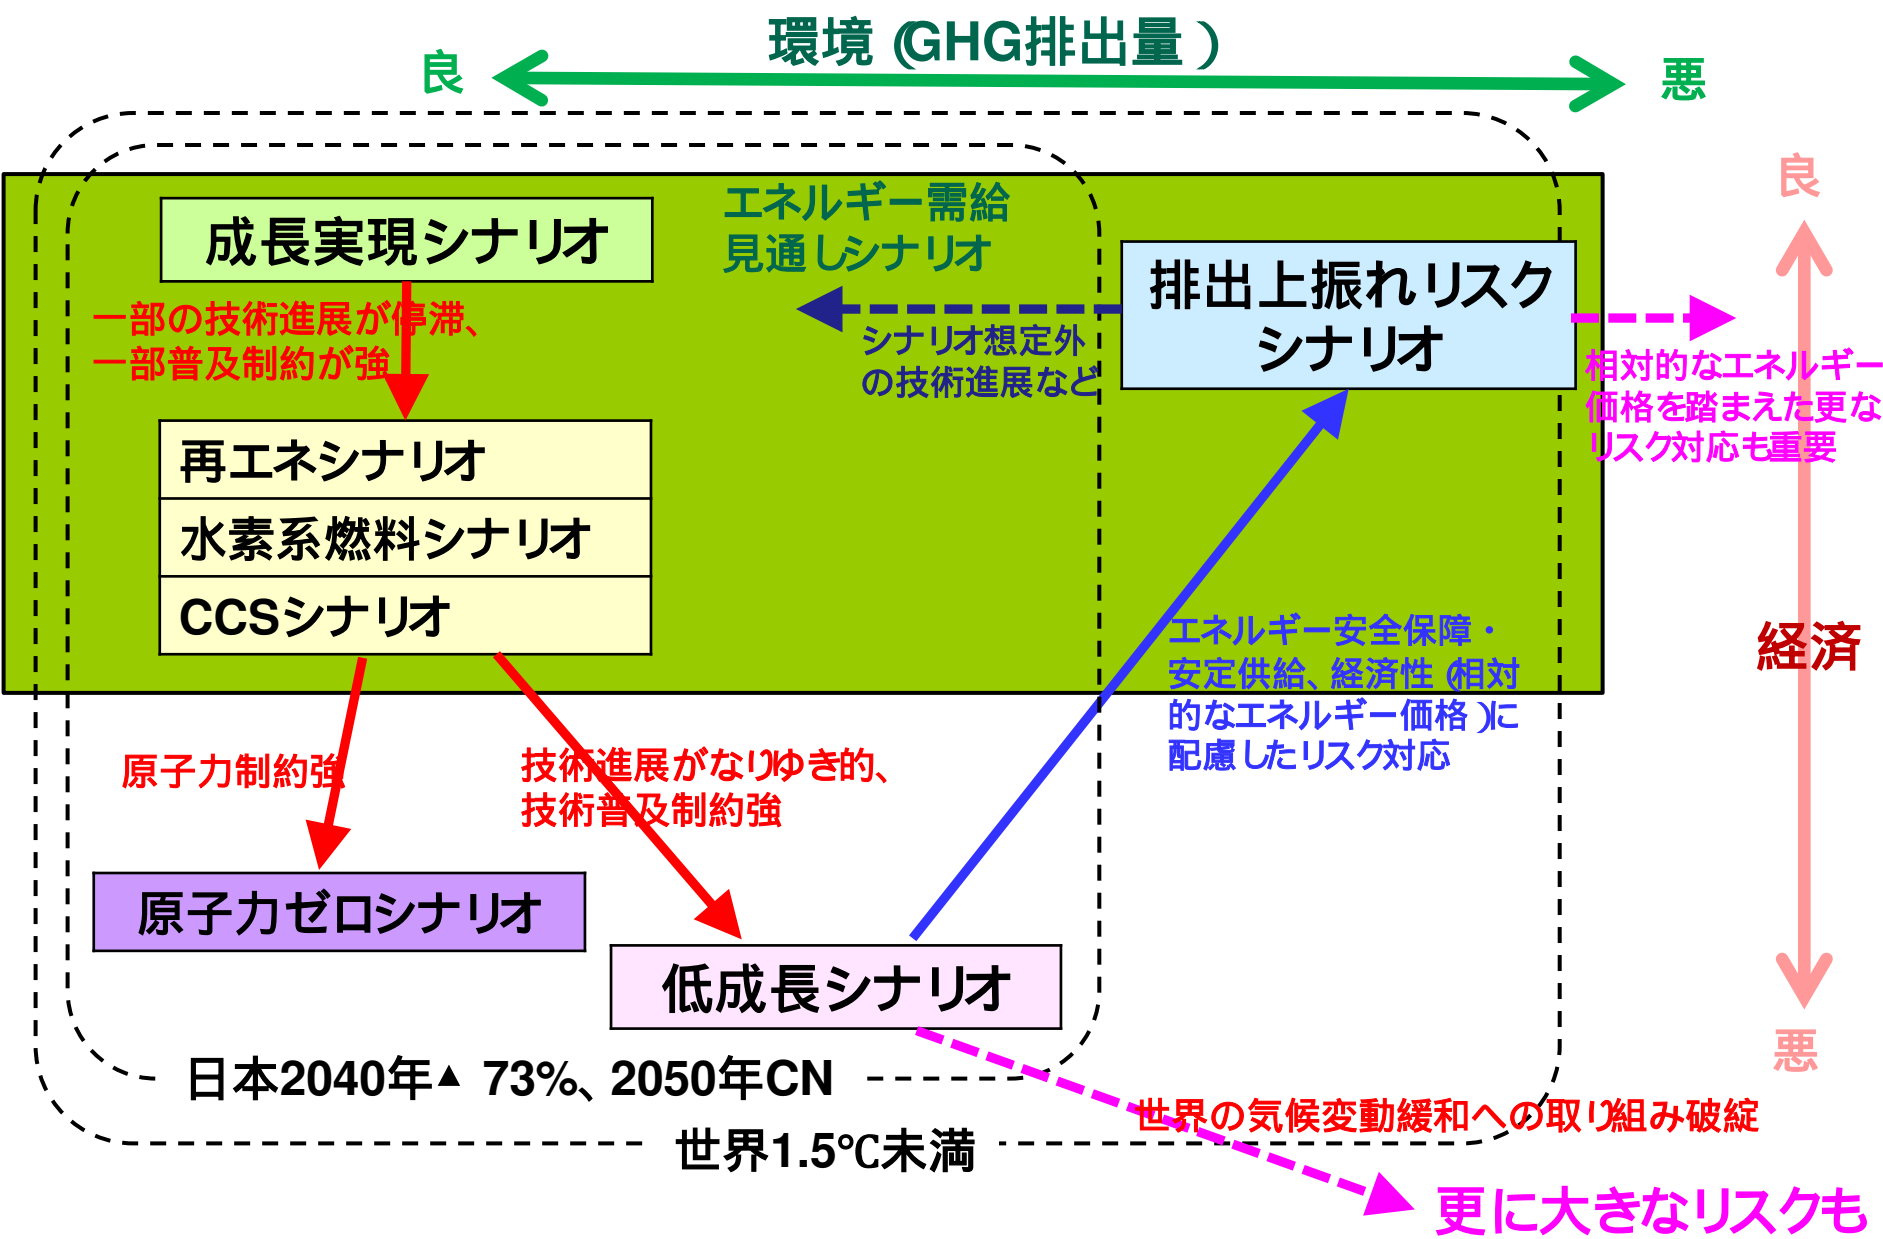 環境（GHG排出量）
良
悪
良
成長実現シナリオ
エネルギー需給
見通しシナリオ
排出上振れリスク
シナリオ
一部の技術進展が停滞、
一部普及制約が強
シナリオ想定外
の技術進展など
相対的なエネルギー
価格を踏まえた更な
リスク対応も重要
再エネシナリオ
水素系燃料シナリオ
CCSシナリオ
エネルギー安全保障・
安定供給、経済性（相対
的なエネルギー価格）に
配慮したリスク対応
経済
原子力制約強
技術進展がなりゆき的、
技術普及制約強
原子力ゼロシナリオ
低成長シナリオ
悪
日本2040年▲73%、2050年CN
世界の気候変動緩和への取り組み破綻
世界1.5℃未満
更に大きなリスクも